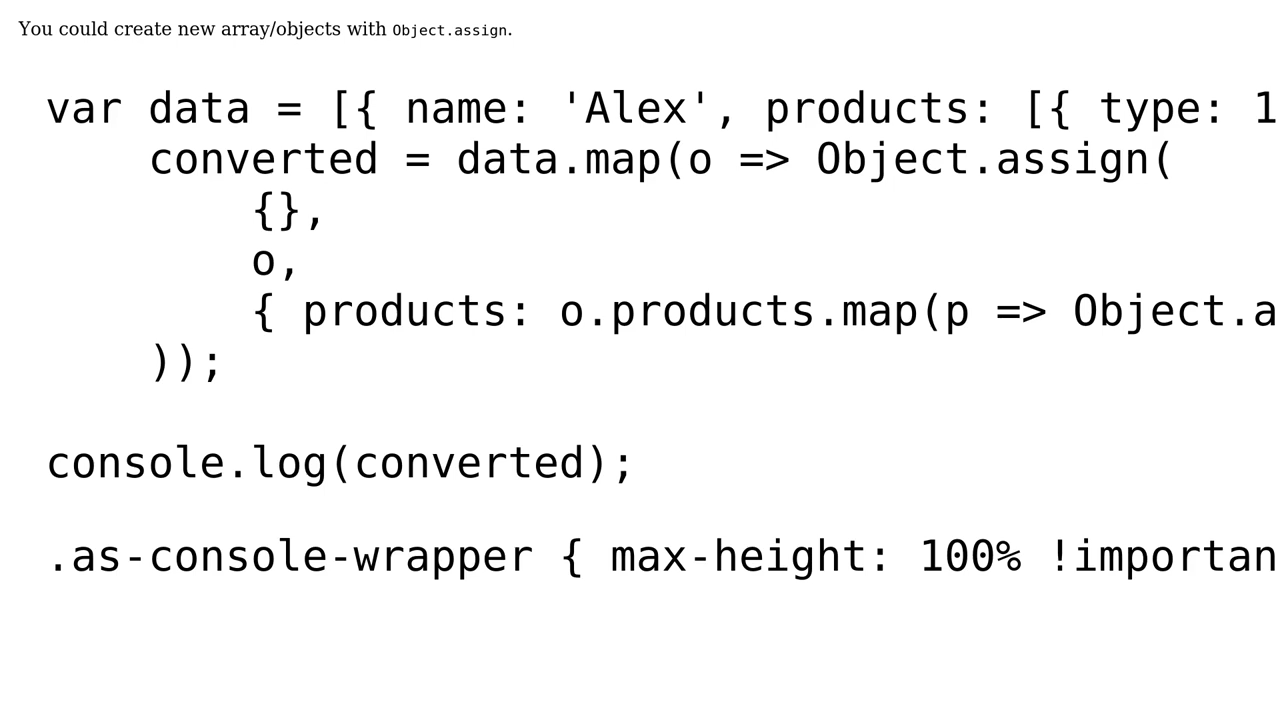 You could create new array/objects with Object.assign.
var data = [{ name: 'Alex', products: [{ type: 1
    converted = data.map(o => Object.assign(
        {},
        o,
        { products: o.products.map(p => Object.a
    ));
console.log(converted);
.as-console-wrapper { max-height: 100% !importan